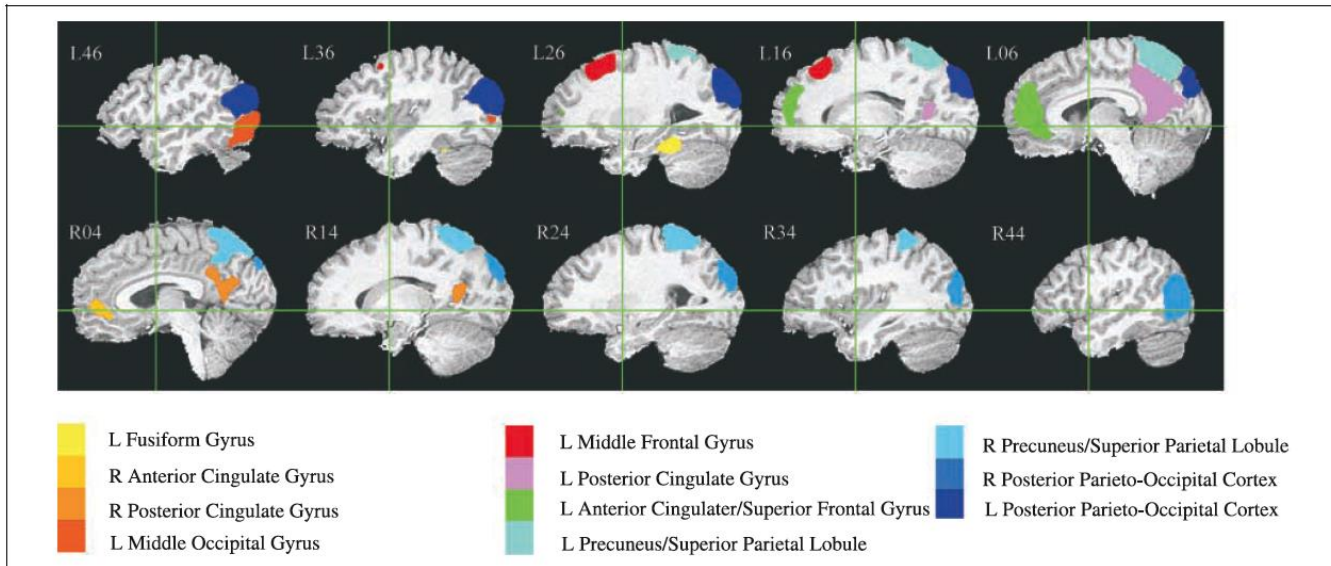 L46 L36 L26 L16 L06
R04 R14 R24 R34 R44
L Fusiform Gyrus
R Anterior Cingulate Gyrus
R Posterior Cingulate Gyrus
L Middle Occipital Gyrus
L Middle Frontal Gyrus
L Posterior Cingulate Gyrus
L Anterior Cingulater/Superior Frontal Gyrus
L Precuneus/Superior Parietal Lobule
R Precuneus/Superior Parietal Lobule
R Posterior Parieto-Occipital Cortex
L Posterior Parieto-Occipital Cortex